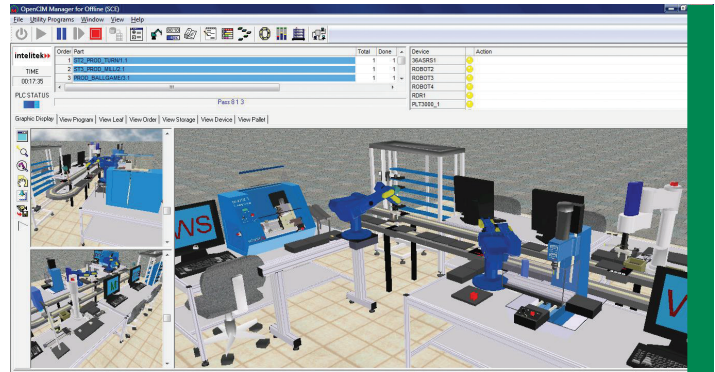 OpenCIM Manager for Offline (SCE)
File Utility Programs Window View Help
intelitek
TIME
00:17:35
PLC STATUS
Order Part Total Done
1 ST2_PROD_TURN/1.1 1 1
2 ST3_PROD_MILL/2.1 1 1
3 PROD_BALLGAME/3.1 1 1
Pass 8 1 3
Device Action
36ASRS1
ROBOT2
ROBOT3
ROBOT4
RDR1
PLT3000_1
Graphic Display View Program View Leaf View Order View Storage View Device View Pallet
WS